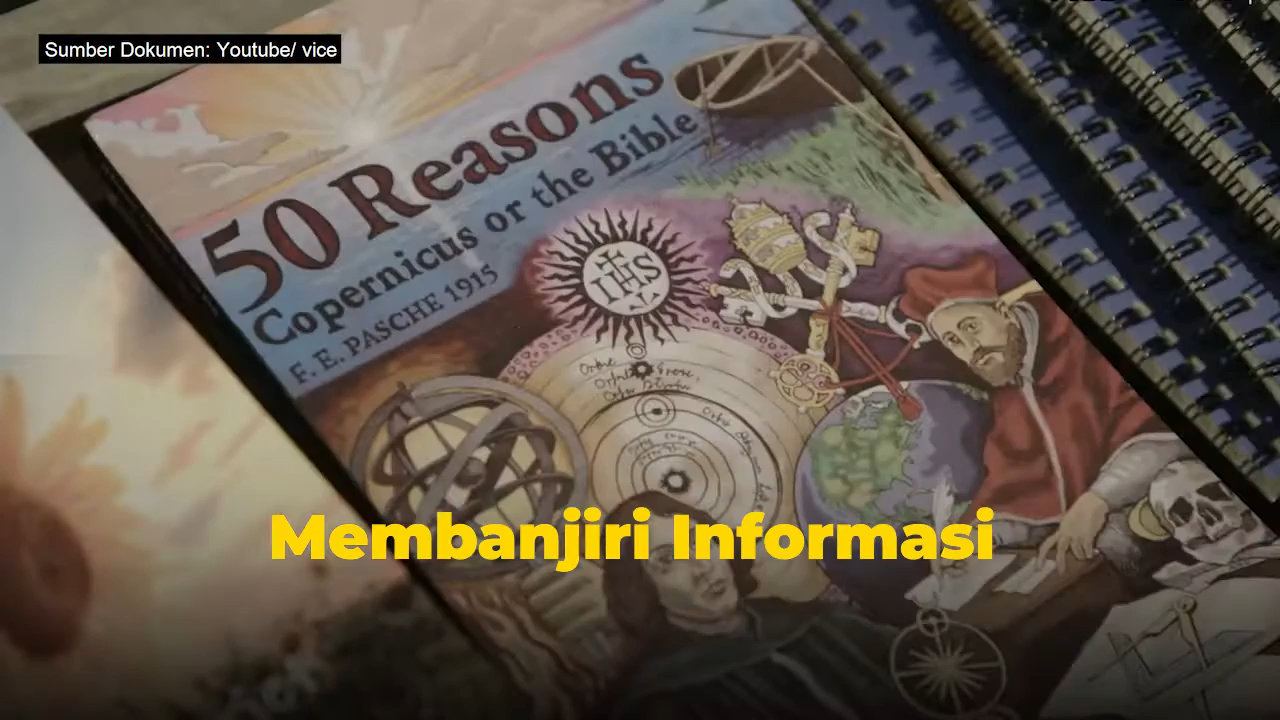 Sumber Dokumen: Youtube/ vice
50 Reasons
Copernicus or the Bible
F. E. PASCHE 1915
IHS
Membanjiri Informasi